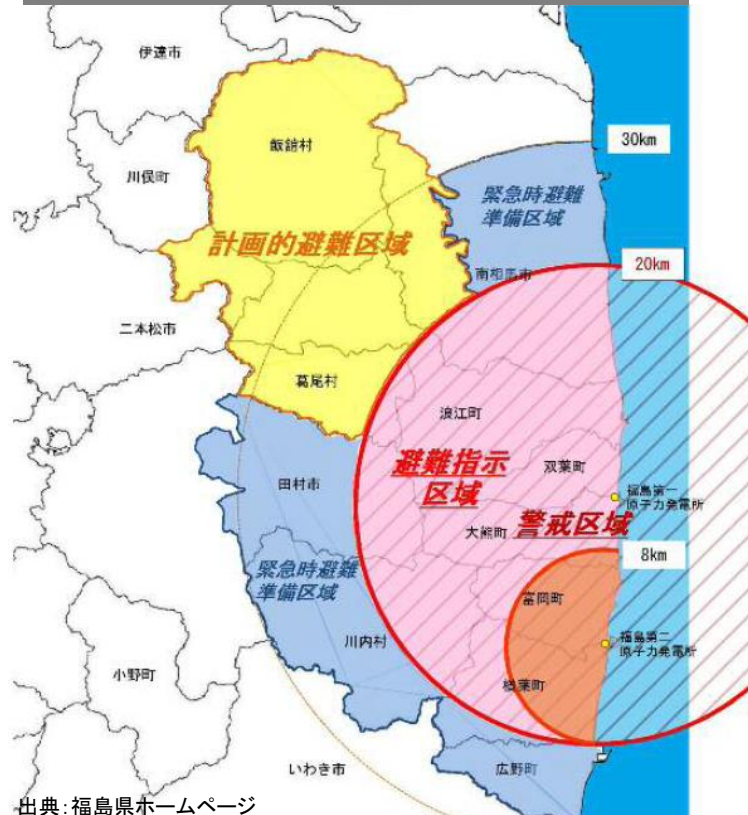 伊達市
飯舘村
30km
川俣町
緊急時避難
準備区域
計画的避難区域
20km
南相馬市
二本松市
葛尾村
浪江町
避難指示
区域
双葉町
田村市
福島第一
原子力発電所
大熊町
警戒区域
8km
緊急時避難
準備区域
富岡町
川内村
福島第二
原子力発電所
小野町
楢葉町
いわき市
広野町
出典:福島県ホームページ